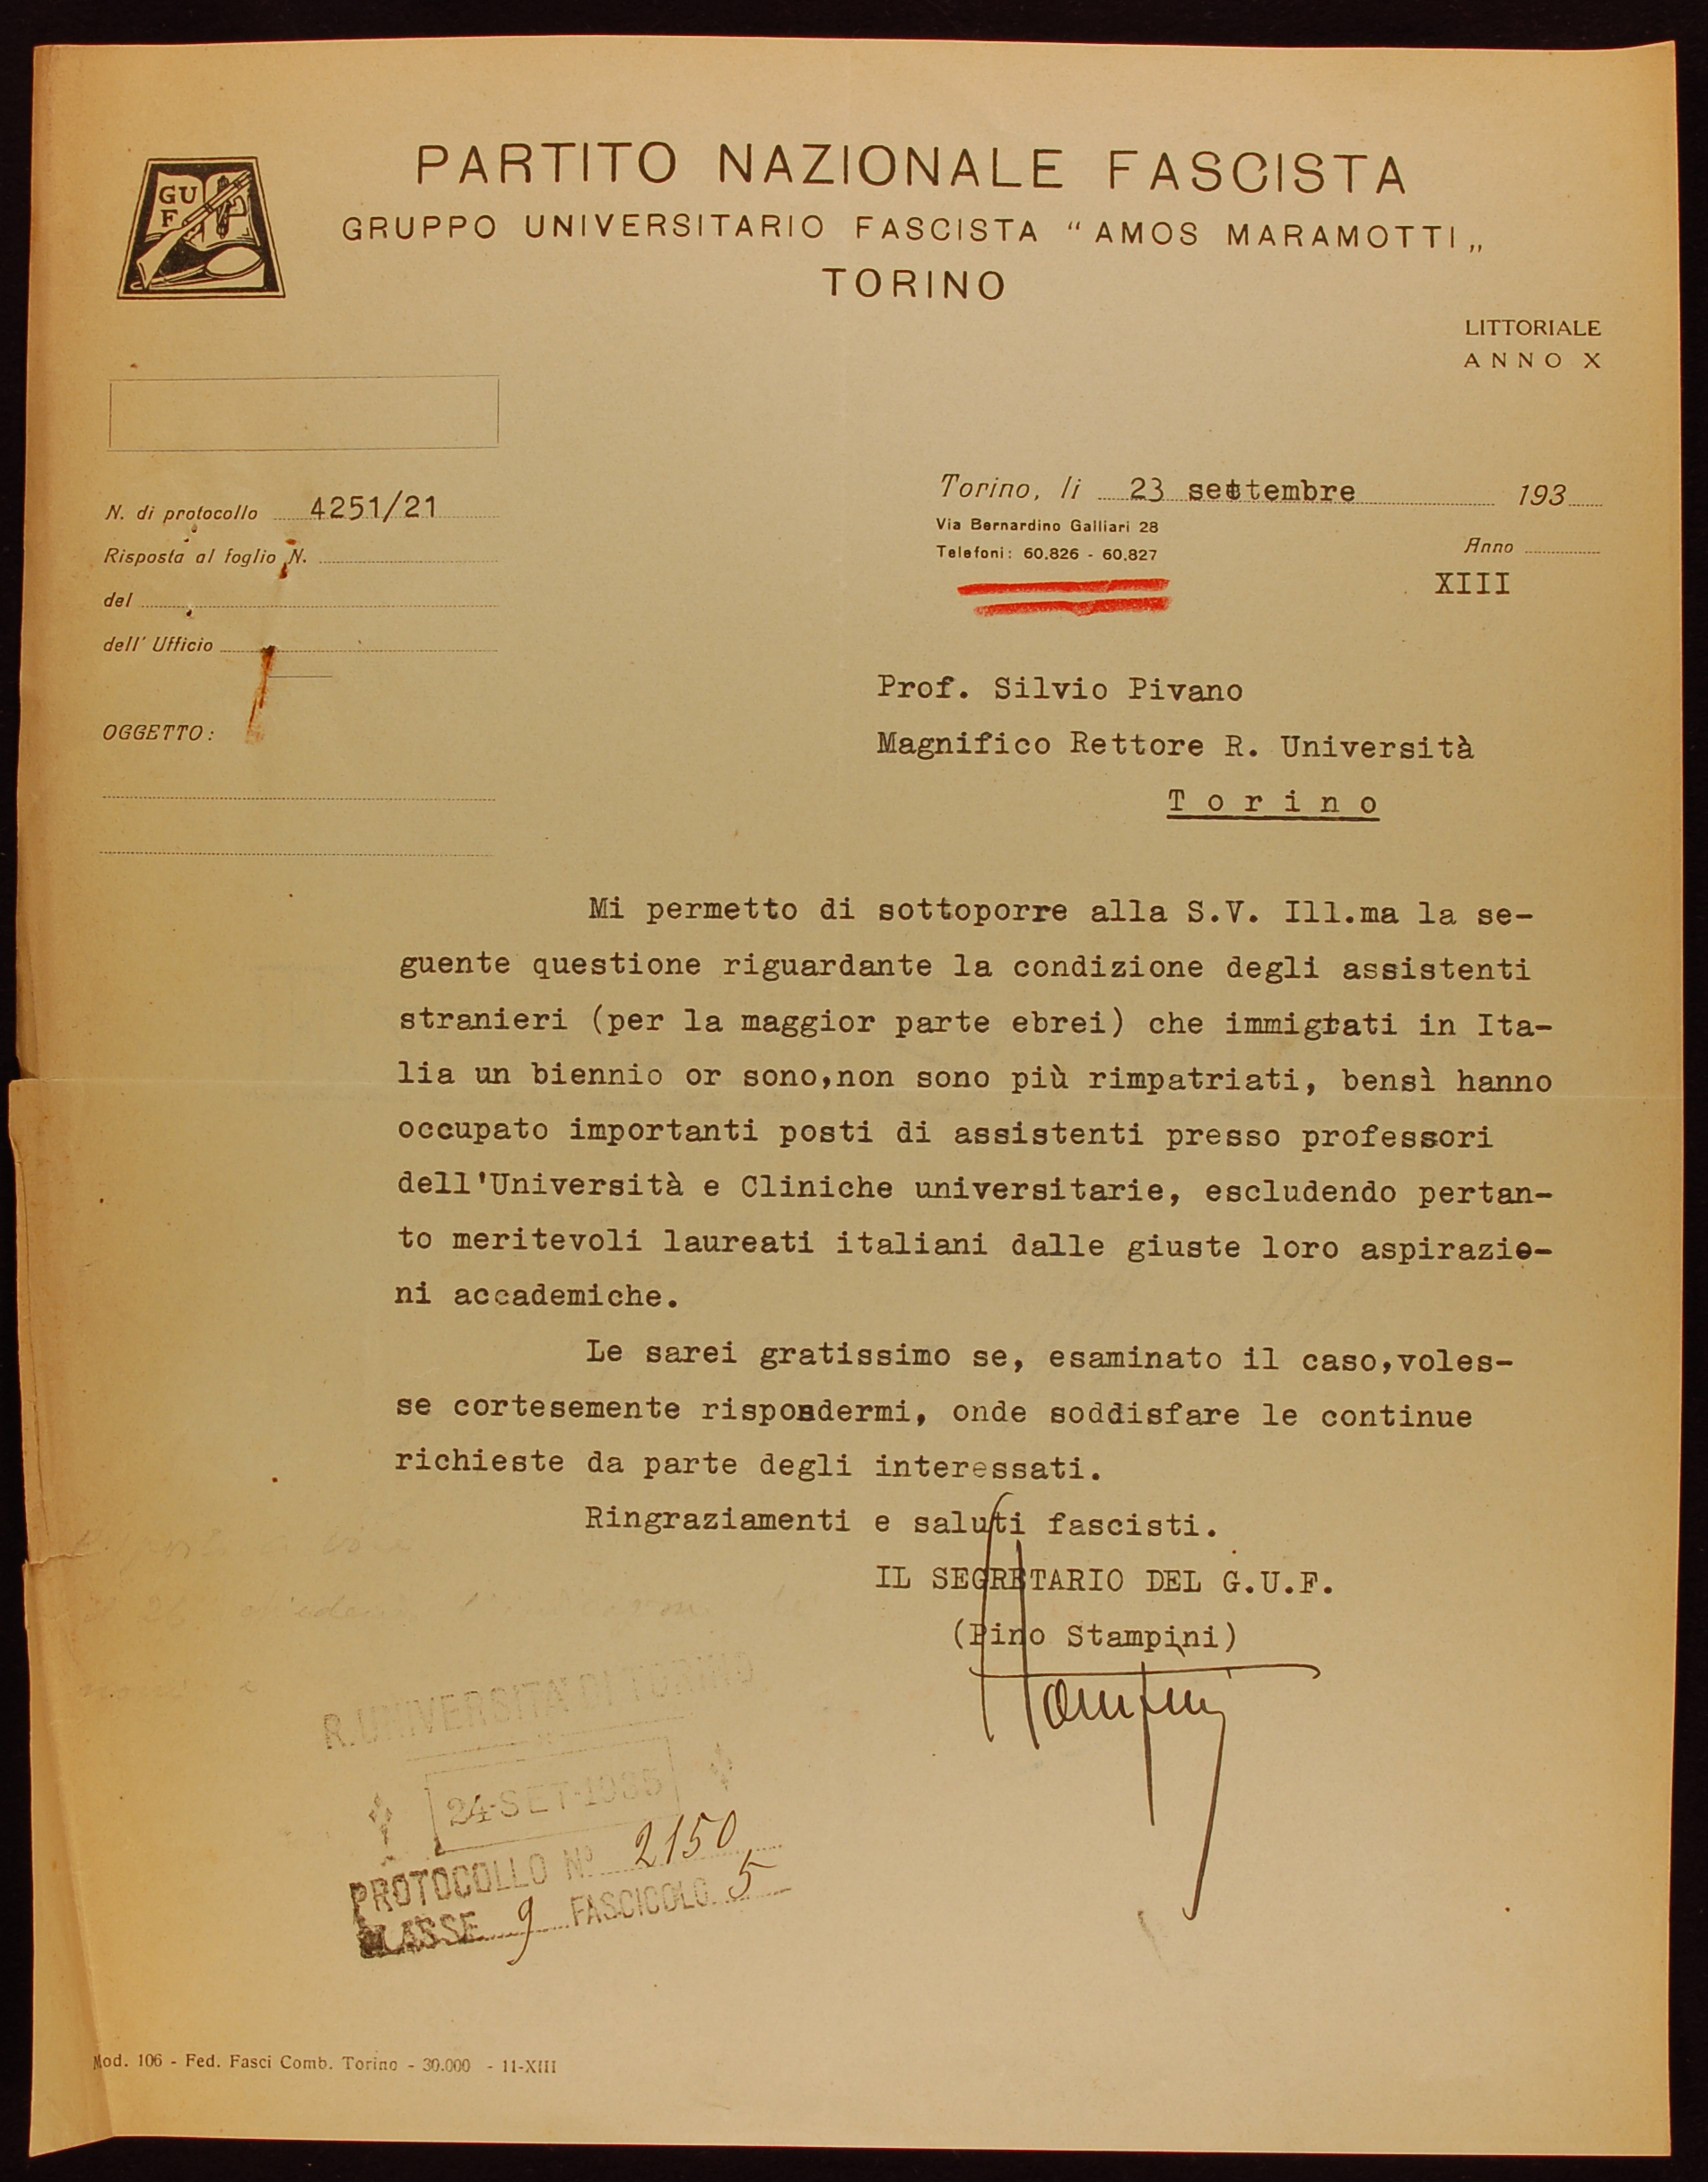 GU
F.
PARTITO NAZIONALE FASCISTA
GRUPPO UNIVERSITARIO FASCISTA “AMOS MARAMOTTI„
TORINO
LITTORIALE
ANNO X
N. di protocollo 4251/21
Risposta al foglio N.
del
dell' Ufficio
OGGETTO:
Torino, li 23 settembre 193
Via Bernardino Galliari 28
Telefoni: 60.826 - 60.827
Anno
XIII
Prof. Silvio Pivano
Magnifico Rettore R. Università
Torino
Mi permetto di sottoporre alla S.V. Ill.ma la se-
guente questione riguardante la condizione degli assistenti
stranieri (per la maggior parte ebrei) che immigrati in Ita-
lia un biennio or sono,non sono più rimpatriati, bensì hanno
occupato importanti posti di assistenti presso professori
dell'Università e Cliniche universitarie, escludendo pertan-
to meritevoli laureati italiani dalle giuste loro aspirazio-
ni accademiche.
Le sarei gratissimo se, esaminato il caso,voles-
se cortesemente rispondermi, onde soddisfare le continue
richieste da parte degli interessati.
Ringraziamenti e saluti fascisti.
IL SEGRETARIO DEL G.U.F.
(Pino Stampini)
Stampini
R. UNIVERSITA' DI TORINO
24-SET-1935
PROTOCOLLO N° 2150
CLASSE 9 FASCICOLO 5
Mod. 106 - Fed. Fasci Comb. Torino - 30.000 - 11-XIII